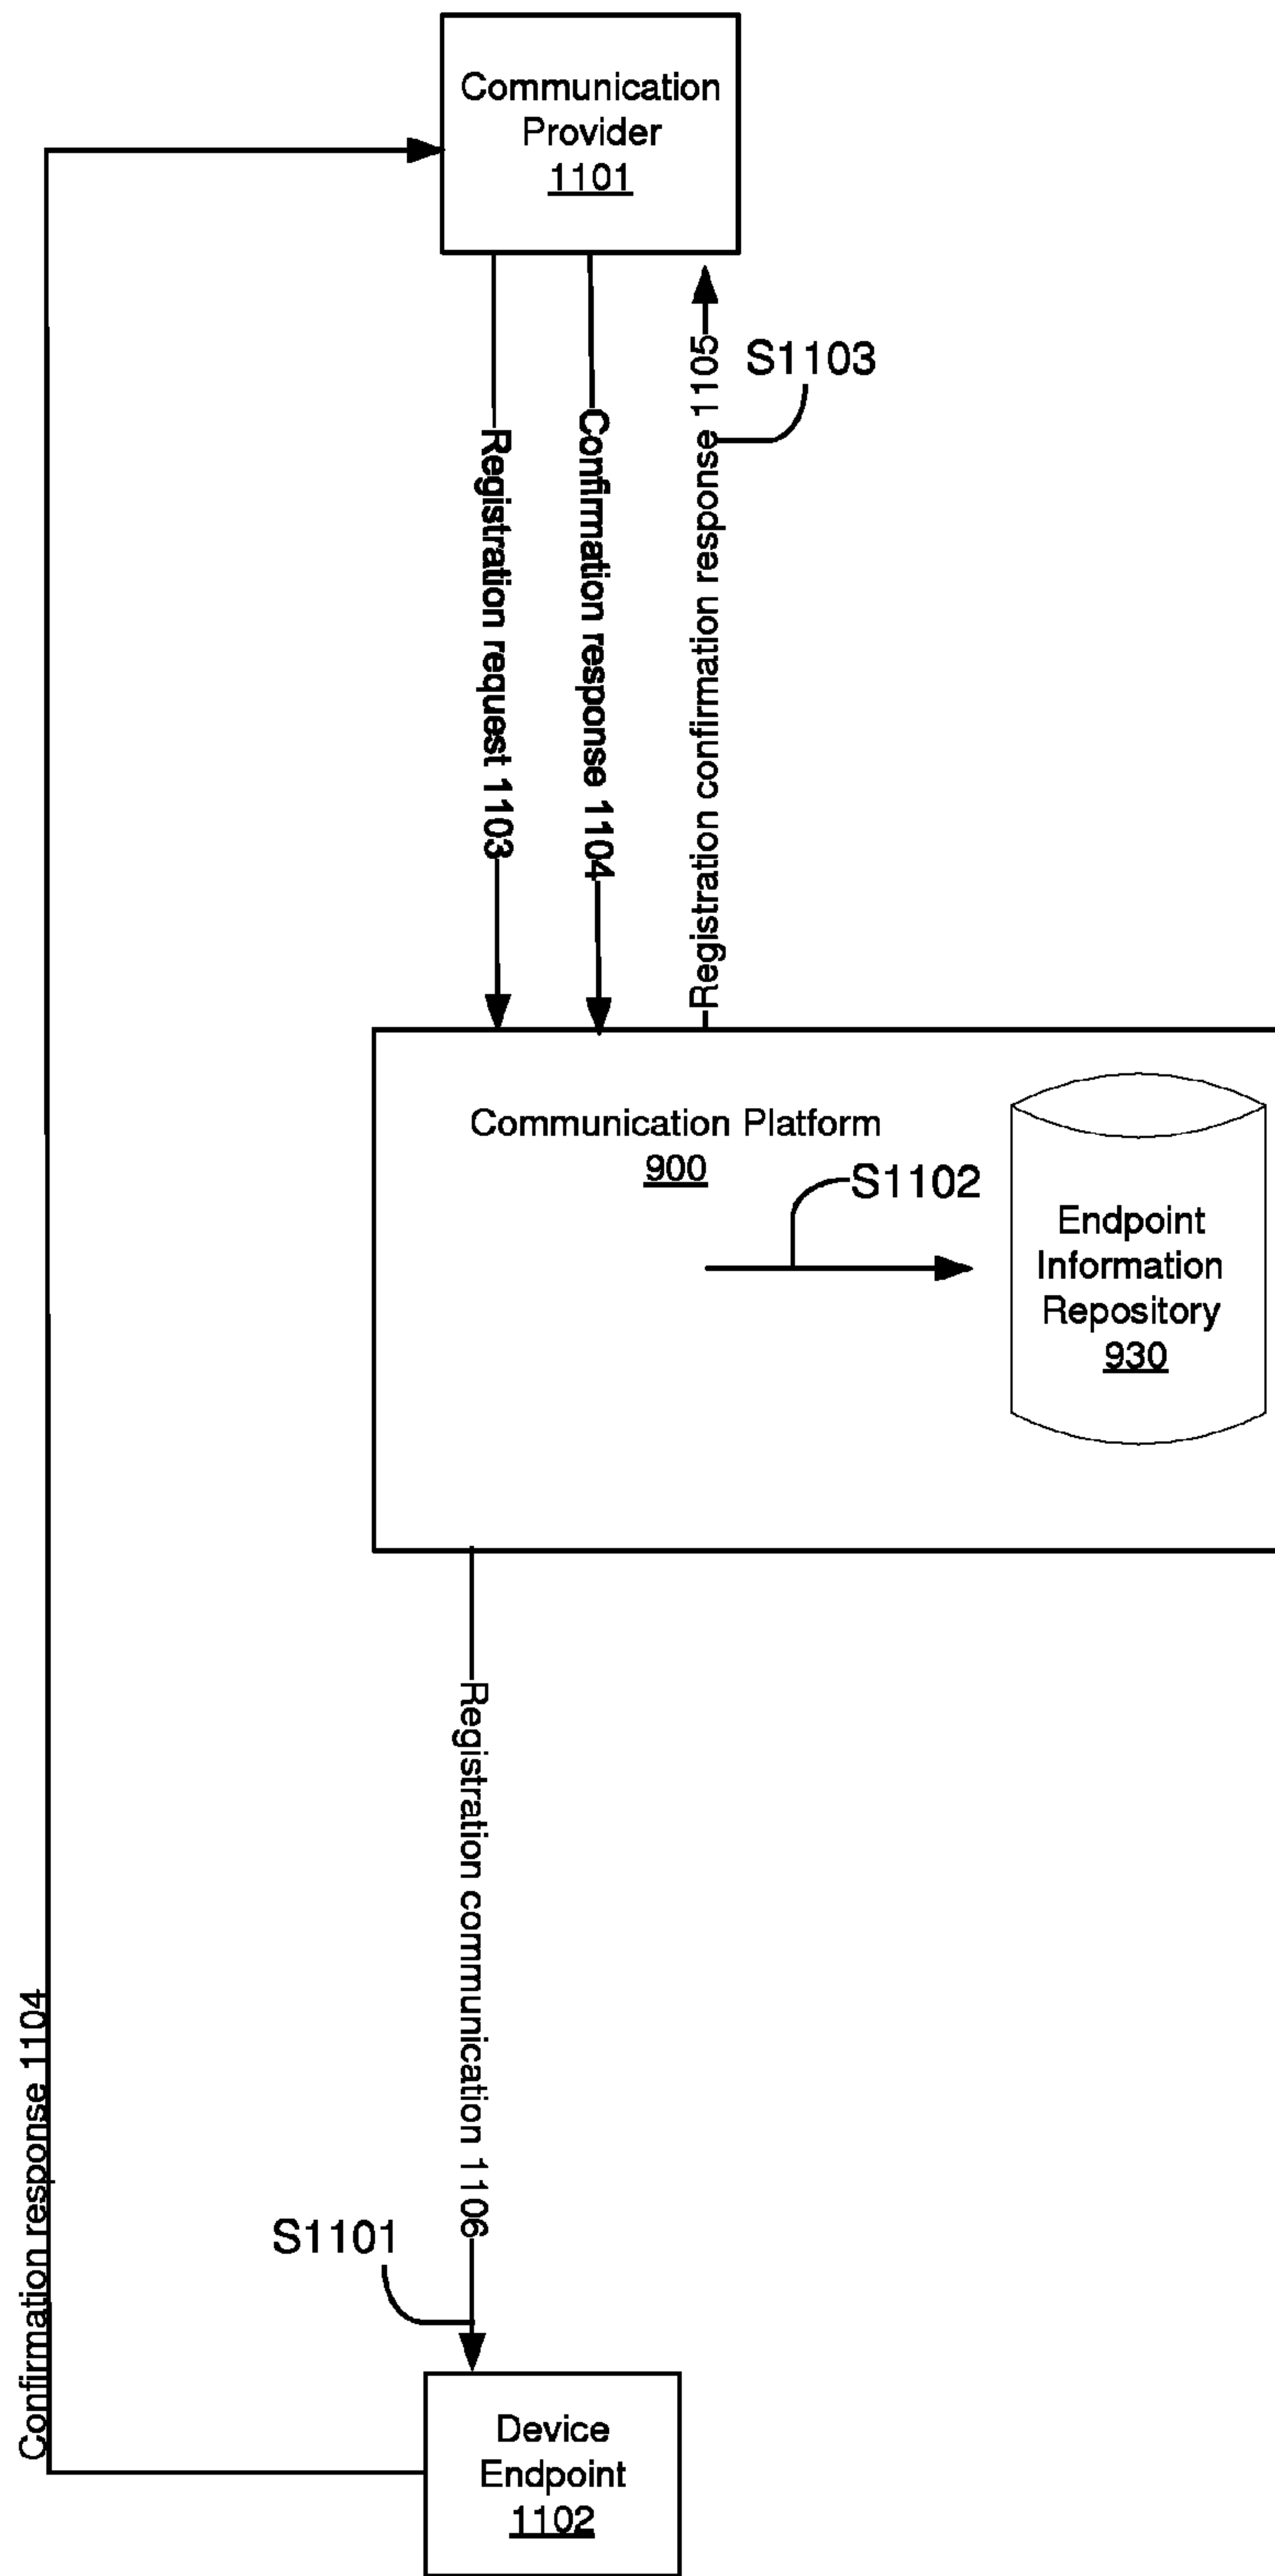 Communication
Provider
1101
S1103
Registration request 1103
Confirmation response 1104
Registration confirmation response 1105
Communication Platform
900
S1102
Endpoint
Information
Repository
930
Registration communication 1106
Confirmation response 1104
S1101
Device
Endpoint
1102